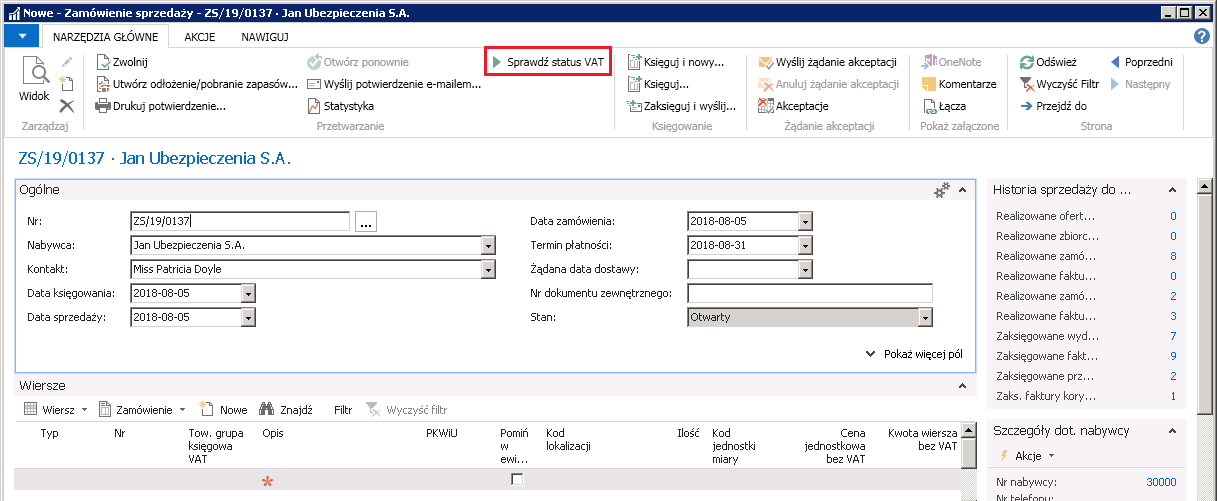 Nowe - Zamówienie sprzedaży - ZS/19/0137 · Jan Ubezpieczenia S.A.
NARZĘDZIA GŁÓWNE AKCJE NAWIGUJ
Widok
Zarządzaj
Zwolnij
Utwórz odłożenie/pobranie zapasów...
Drukuj potwierdzenie...
Otwórz ponownie
Wyślij potwierdzenie e-mailem...
Statystyka
Sprawdź status VAT
Przetwarzanie
Księguj i nowy...
Księguj...
Zaksięguj i wyślij...
Księgowanie
Wyślij żądanie akceptacji
Anuluj żądanie akceptacji
Akceptacje
Żądanie akceptacji
OneNote
Komentarze
Łącza
Pokaż załączone
Odśwież
Wyczyść Filtr
Przejdź do
Poprzedni
Następny
Strona
ZS/19/0137 · Jan Ubezpieczenia S.A.
Ogólne
Nr: ZS/19/0137 ...
Nabywca: Jan Ubezpieczenia S.A.
Kontakt: Miss Patricia Doyle
Data księgowania: 2018-08-05
Data sprzedaży: 2018-08-05
Data zamówienia: 2018-08-05
Termin płatności: 2018-08-31
Żądana data dostawy:
Nr dokumentu zewnętrznego:
Stan: Otwarty
Pokaż więcej pól
Wiersze
Wiersz Zamówienie Nowe Znajdź Filtr Wyczyść filtr
Typ
Nr
Tow. grupa
księgowa
VAT
Opis
PKWiU
Pomiń
w
ewi...
Kod
lokalizacji
Ilość
Kod
jednostki
miary
Cena
jednostkowa
bez VAT
Kwota wiersza
bez VAT
Historia sprzedaży do ...
Realizowane ofert... 0
Realizowane zbiorc... 0
Realizowane zamó... 8
Realizowane faktu... 0
Realizowane zamó... 2
Realizowane faktu... 3
Zaksięgowane wyd... 7
Zaksięgowane fakt... 9
Zaksięgowane prz... 2
Zaks. faktury kory... 1
Szczegóły dot. nabywcy
Akcje
Nr nabywcy: 30000
Nr telefonu: